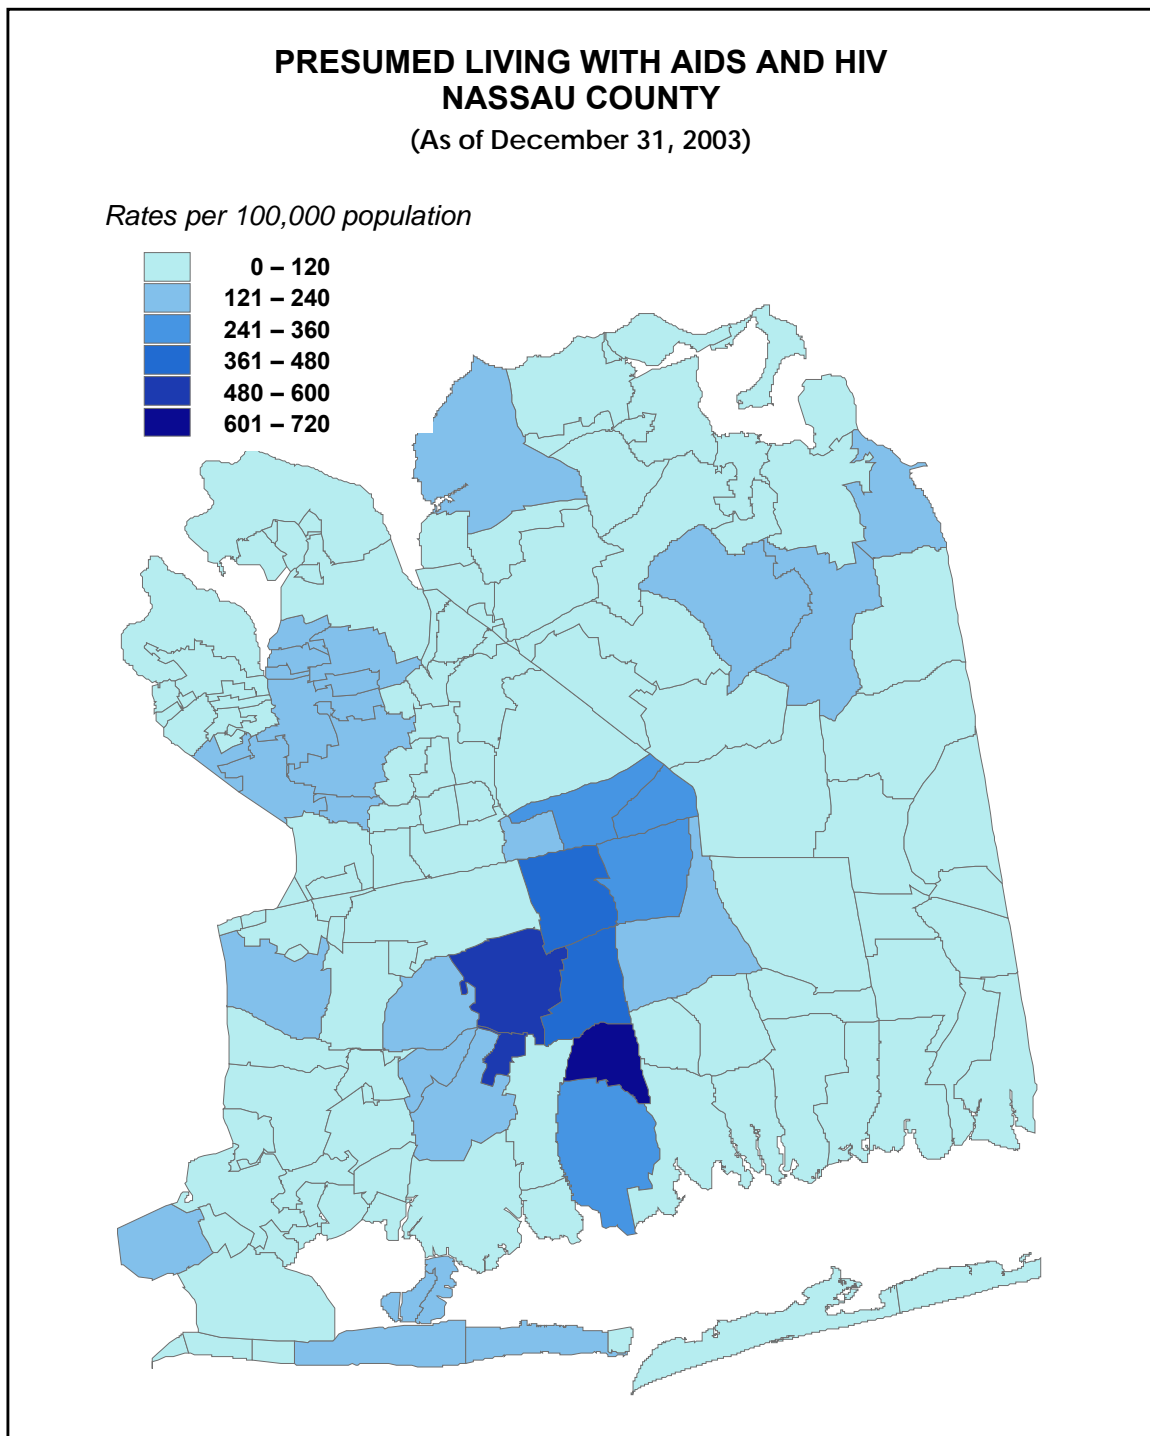 PRESUMED LIVING WITH AIDS AND HIV
NASSAU COUNTY
(As of December 31, 2003)
Rates per 100,000 population
0 – 120
121 – 240
241 – 360
361 – 480
480 – 600
601 – 720